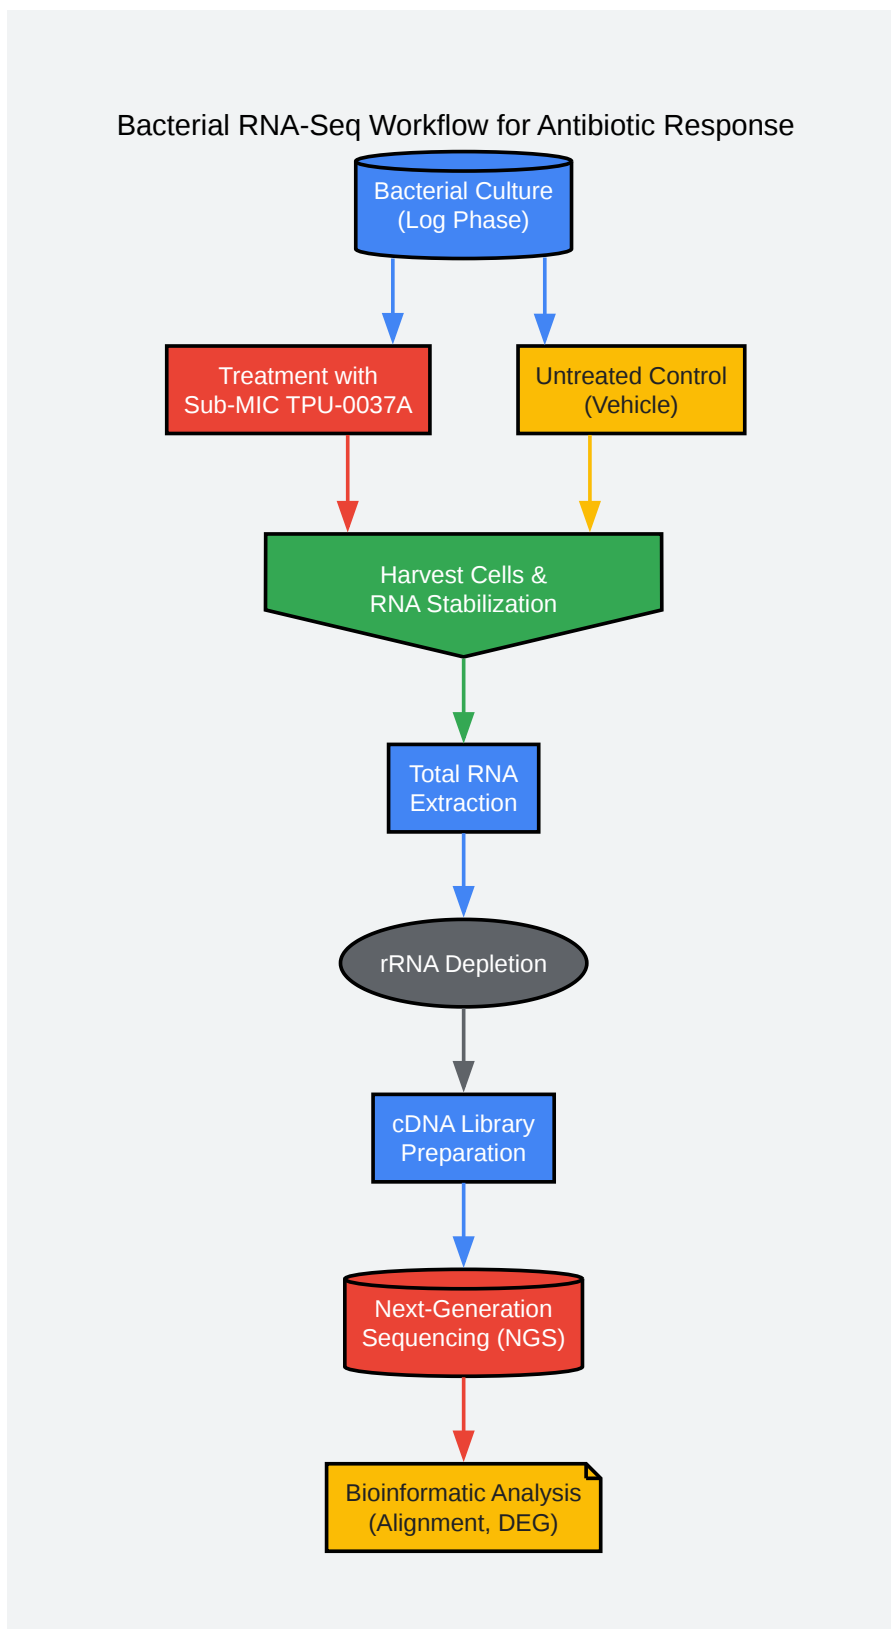 Bacterial RNA-Seq Workflow for Antibiotic Response
Bacterial Culture
(Log Phase)
Treatment with
Sub-MIC TPU-0037A
Untreated Control
(Vehicle)
Harvest Cells &
RNA Stabilization
Total RNA
Extraction
rRNA Depletion
cDNA Library
Preparation
Next-Generation
Sequencing (NGS)
Bioinformatic Analysis
(Alignment, DEG)